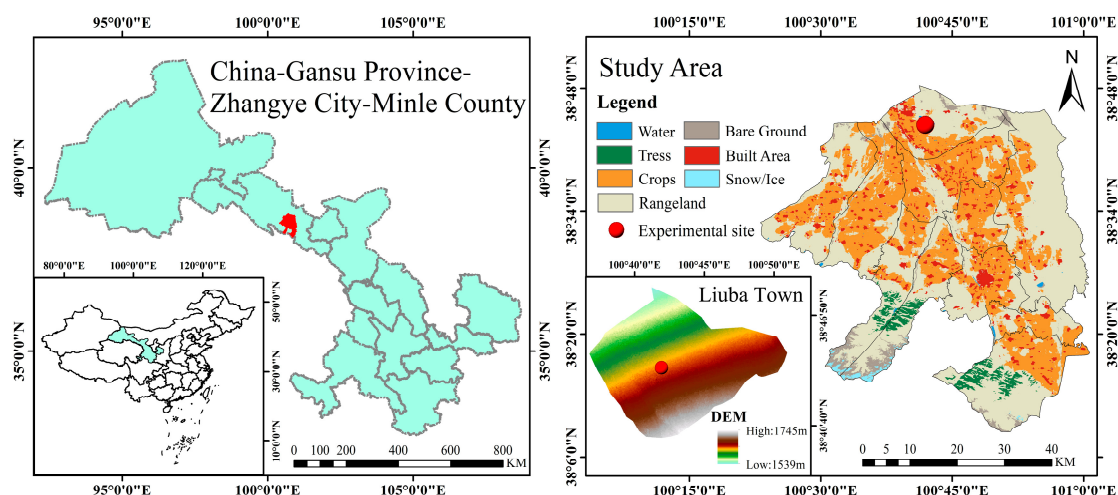 95°0'0"E 100°0'0"E 105°0'0"E
China-Gansu Province-
Zhangye City-Minle County
40°0'0"N
35°0'0"N
40°0'0"N
35°0'0"N
80°0'0"E 100°0'0"E 120°0'0"E
50°0'0"N
30°0'0"N
10°0'0"N
0 100 200 400 600 800
KM
95°0'0"E 100°0'0"E 105°0'0"E
100°15'0"E 100°30'0"E 100°45'0"E 101°0'0"E
Study Area
N
Legend
Water
Bare Ground
Tress
Built Area
Crops
Snow/Ice
Rangeland
Experimental site
38°48'0"N
38°34'0"N
38°20'0"N
38°6'0"N
38°48'0"N
38°34'0"N
38°20'0"N
38°6'0"N
100°40'0"E 100°45'0"E 100°50'0"E
Liuba Town
38°45'50"N
38°40'40"N
DEM
High:1745m
Low:1539m
0 5 10 20 30 40
KM
100°15'0"E 100°30'0"E 100°45'0"E 101°0'0"E